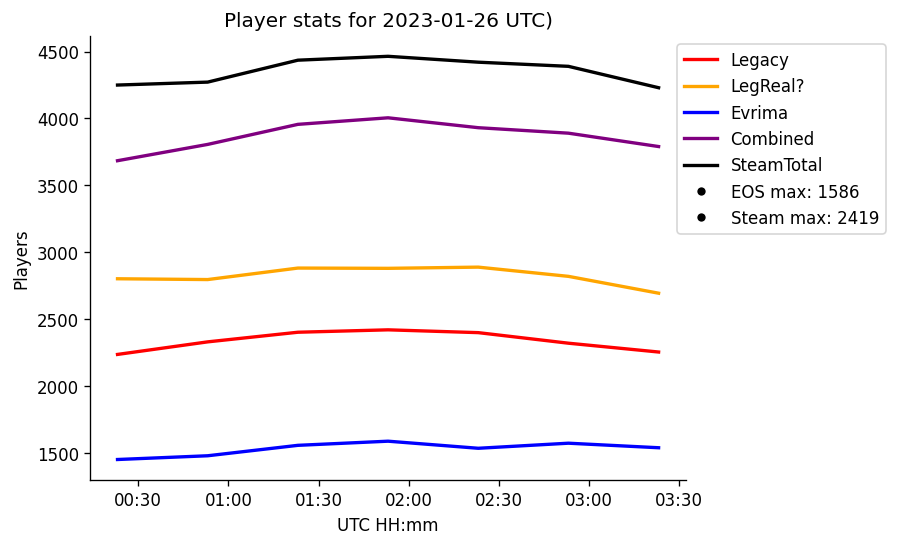 Player stats for 2023-01-26 UTC)
4500
4000
3500
3000
2500
2000
1500
Players
00:30
01:00
01:30
02:00
02:30
03:00
03:30
UTC HH:mm
Legacy
LegReal?
Evrima
Combined
SteamTotal
EOS max: 1586
Steam max: 2419